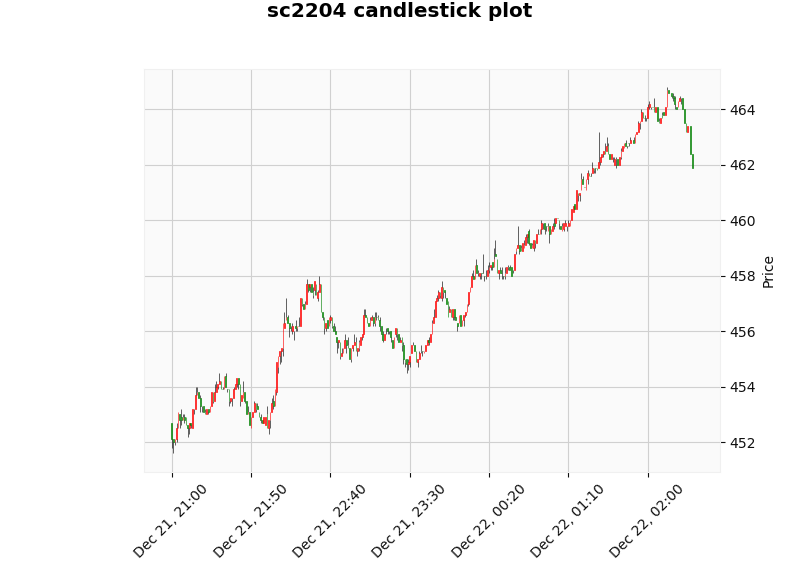 sc2204 candlestick plot
464
462
460
458
456
454
452
Price
Dec 21, 21:00
Dec 21, 21:50
Dec 21, 22:40
Dec 21, 23:30
Dec 22, 00:20
Dec 22, 01:10
Dec 22, 02:00